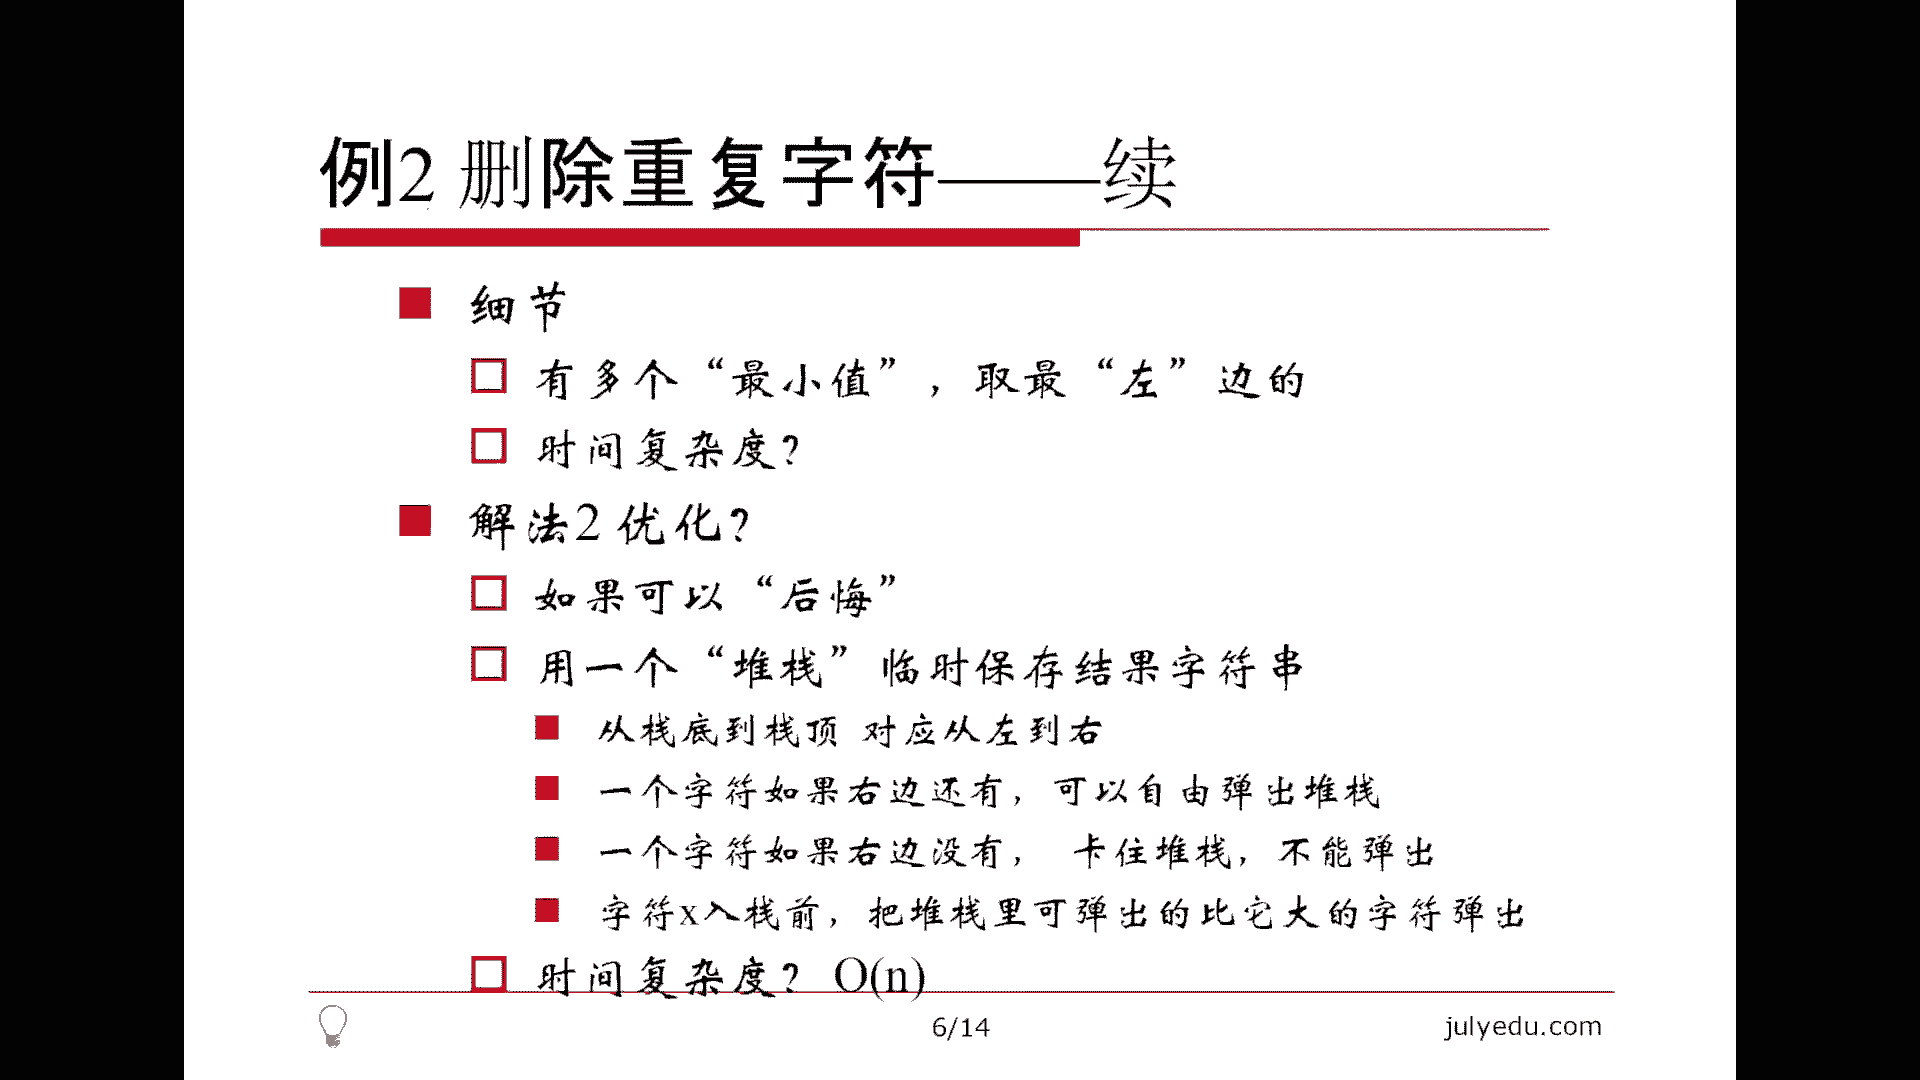 例2 删除重复字符——续
细节
有多个“最小值”，取最“左”边的
时间复杂度？
解法2 优化？
如果可以“后悔”
用一个“堆栈”临时保存结果字符串
从栈底到栈顶 对应从左到右
一个字符如果右边还有，可以自由弹出堆栈
一个字符如果右边没有， 卡住堆栈，不能弹出
字符x入栈前，把堆栈里可弹出的比它大的字符弹出
时间复杂度？ O(n)
6/14
julyedu.com